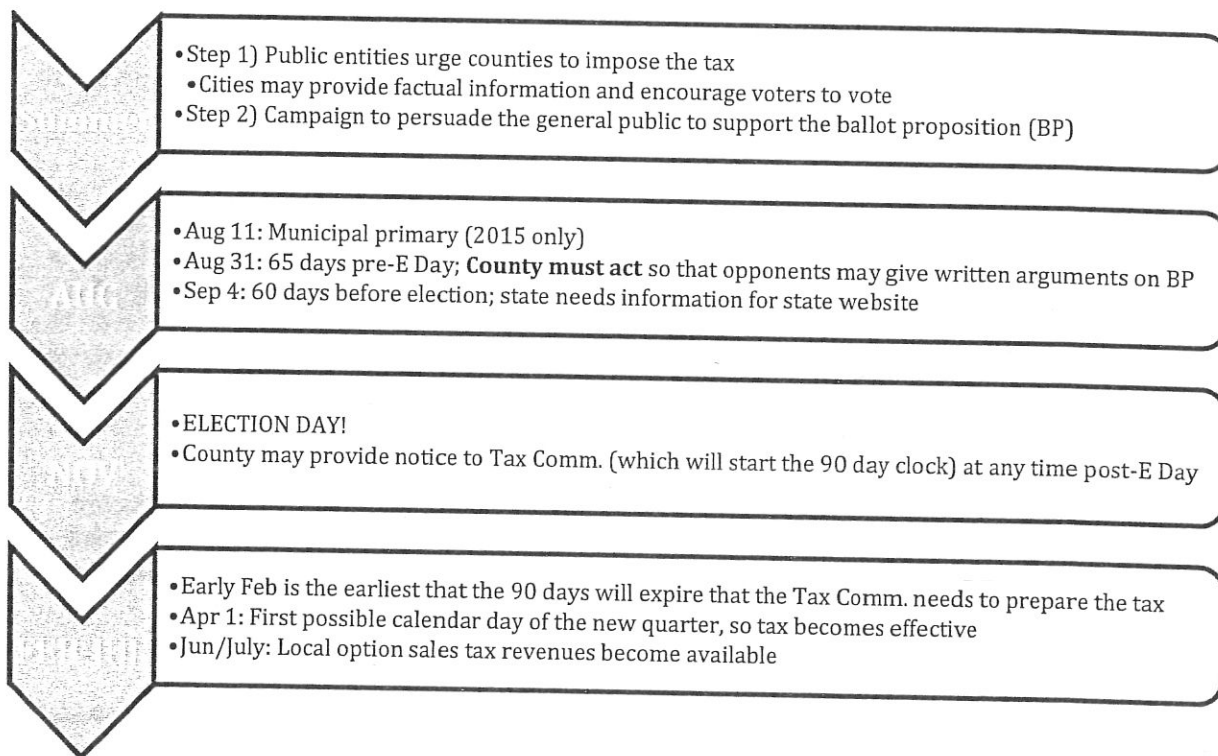 Summer
•Step 1) Public entities urge counties to impose the tax
•Cities may provide factual information and encourage voters to vote
•Step 2) Campaign to persuade the general public to support the ballot proposition (BP)
AUG
•Aug 11: Municipal primary (2015 only)
•Aug 31: 65 days pre-E Day; County must act so that opponents may give written arguments on BP
•Sep 4: 60 days before election; state needs information for state website
NOV
•ELECTION DAY!
•County may provide notice to Tax Comm. (which will start the 90 day clock) at any time post-E Day
•Early Feb is the earliest that the 90 days will expire that the Tax Comm. needs to prepare the tax
•Apr 1: First possible calendar day of the new quarter, so tax becomes effective
•Jun/July: Local option sales tax revenues become available